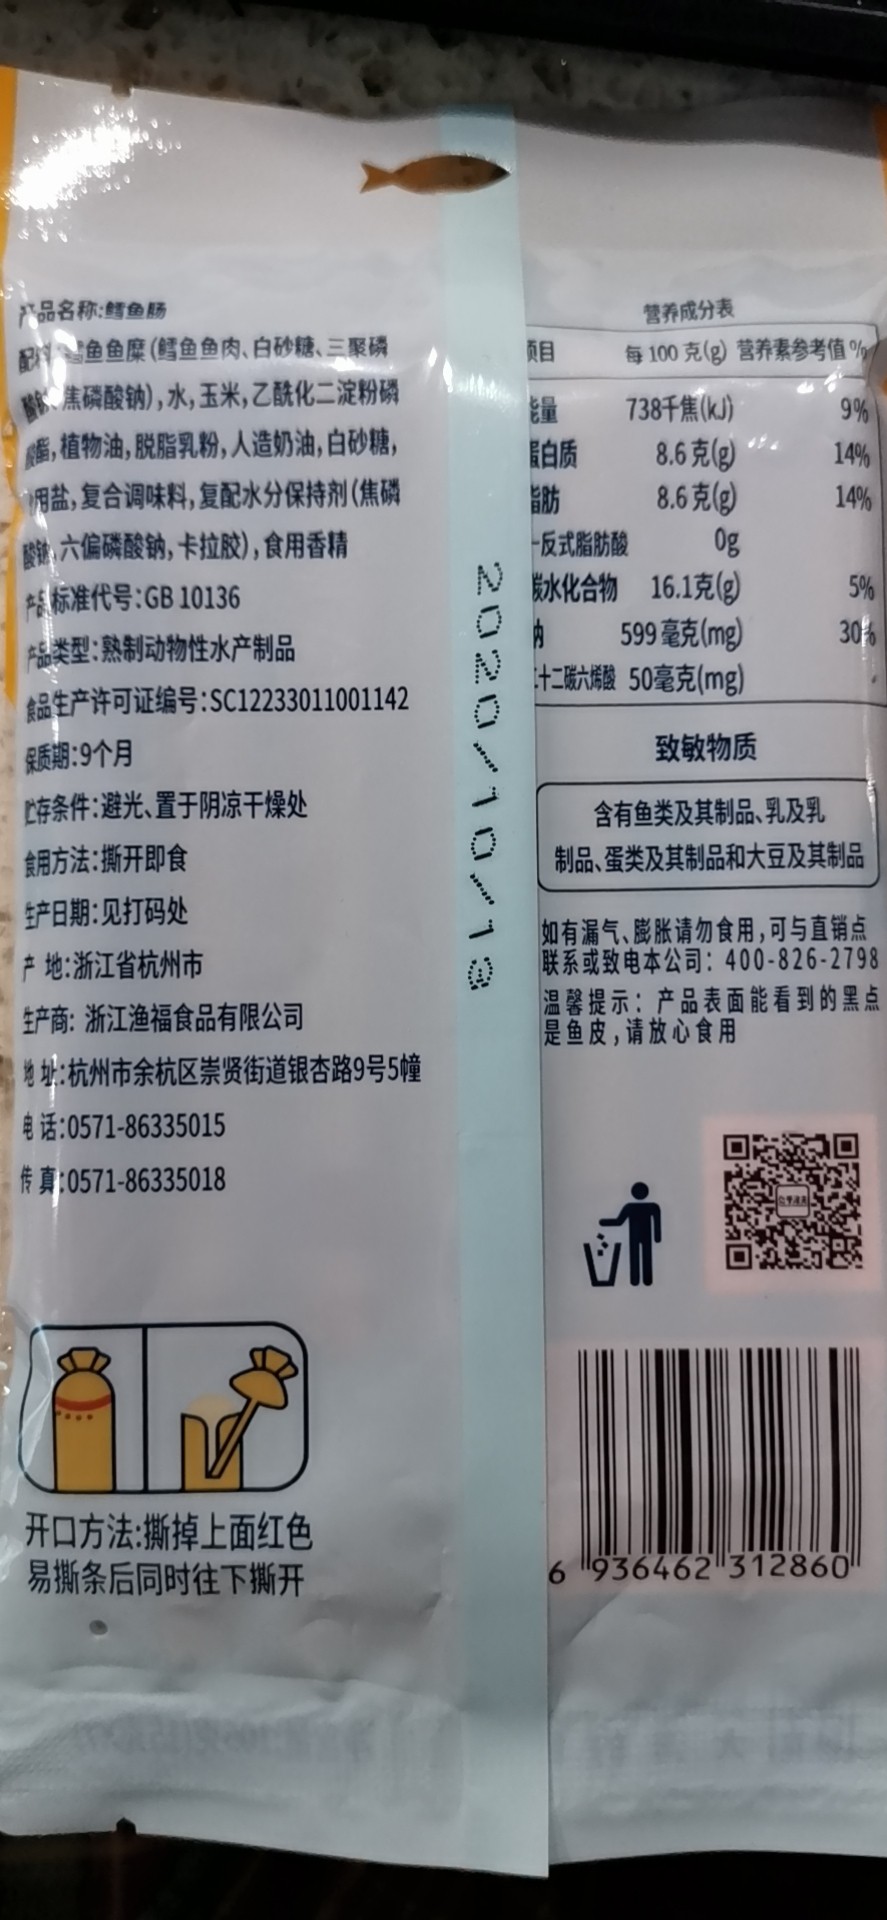 产品名称:鳕鱼肠
配料:鳕鱼鱼糜(鳕鱼鱼肉、白砂糖、三聚磷
酸钠、焦磷酸钠),水,玉米,乙酰化二淀粉磷
酸酯,植物油,脱脂乳粉,人造奶油,白砂糖,
食用盐,复合调味料,复配水分保持剂(焦磷
酸钠,六偏磷酸钠,卡拉胶),食用香精
产品标准代号:GB 10136
产品类型:熟制动物性水产制品
食品生产许可证编号:SC12233011001142
保质期:9个月
贮存条件:避光、置于阴凉干燥处
食用方法:撕开即食
生产日期:见打码处
产 地:浙江省杭州市
生产商: 浙江渔福食品有限公司
地 址:杭州市余杭区崇贤街道银杏路9号5幢
电 话:0571-86335015
传 真:0571-86335018
开口方法:撕掉上面红色
易撕条后同时往下撕开
2020/10/13
营养成分表
项目 每 100 克(g) 营养素参考值 %
能量 738千焦(kJ) 9%
蛋白质 8.6 克(g) 14%
脂肪 8.6 克(g) 14%
-反式脂肪酸 0g
碳水化合物 16.1克(g) 5%
钠 599 毫克(mg) 30%
二十二碳六烯酸 50毫克(mg) -
致敏物质
含有鱼类及其制品、乳及乳
制品、蛋类及其制品和大豆及其制品
如有漏气、膨胀请勿食用,可与直销点
联系或致电本公司: 400-826-2798
温馨提示: 产品表面能看到的黑点
是鱼皮,请放心食用
6 936462 312860